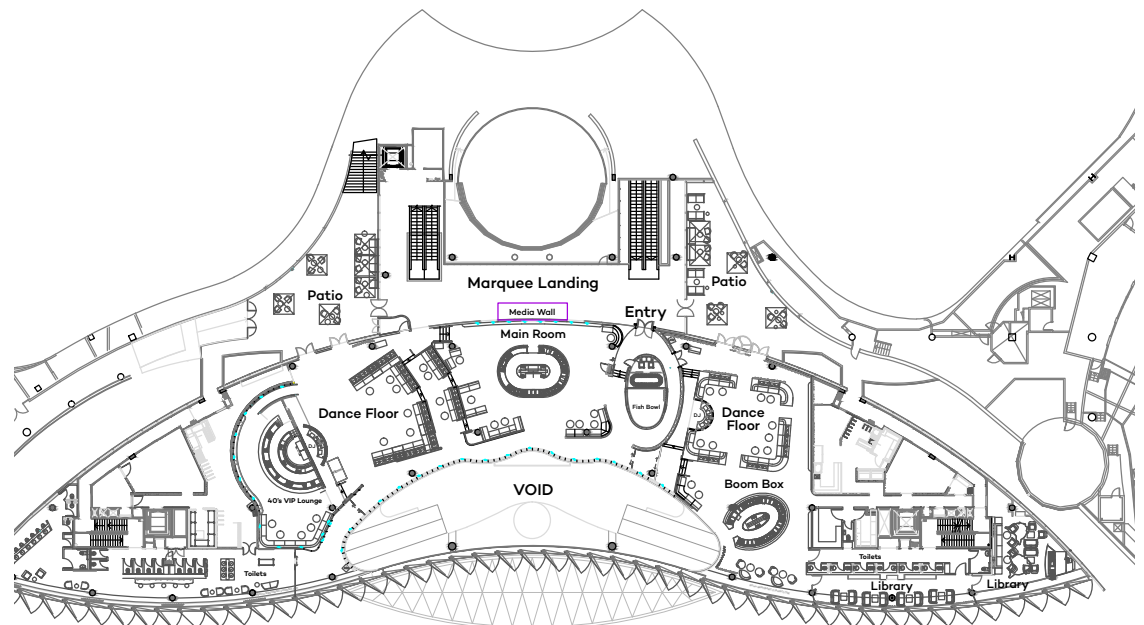 Marquee Landing
Patio
Patio
Media Wall
Entry
Main Room
Dance Floor
DJ
Fish Bowl
DJ
Dance
Floor
40's VIP Lounge
VOID
Boom Box
Toilets
Toilets
Library
Library